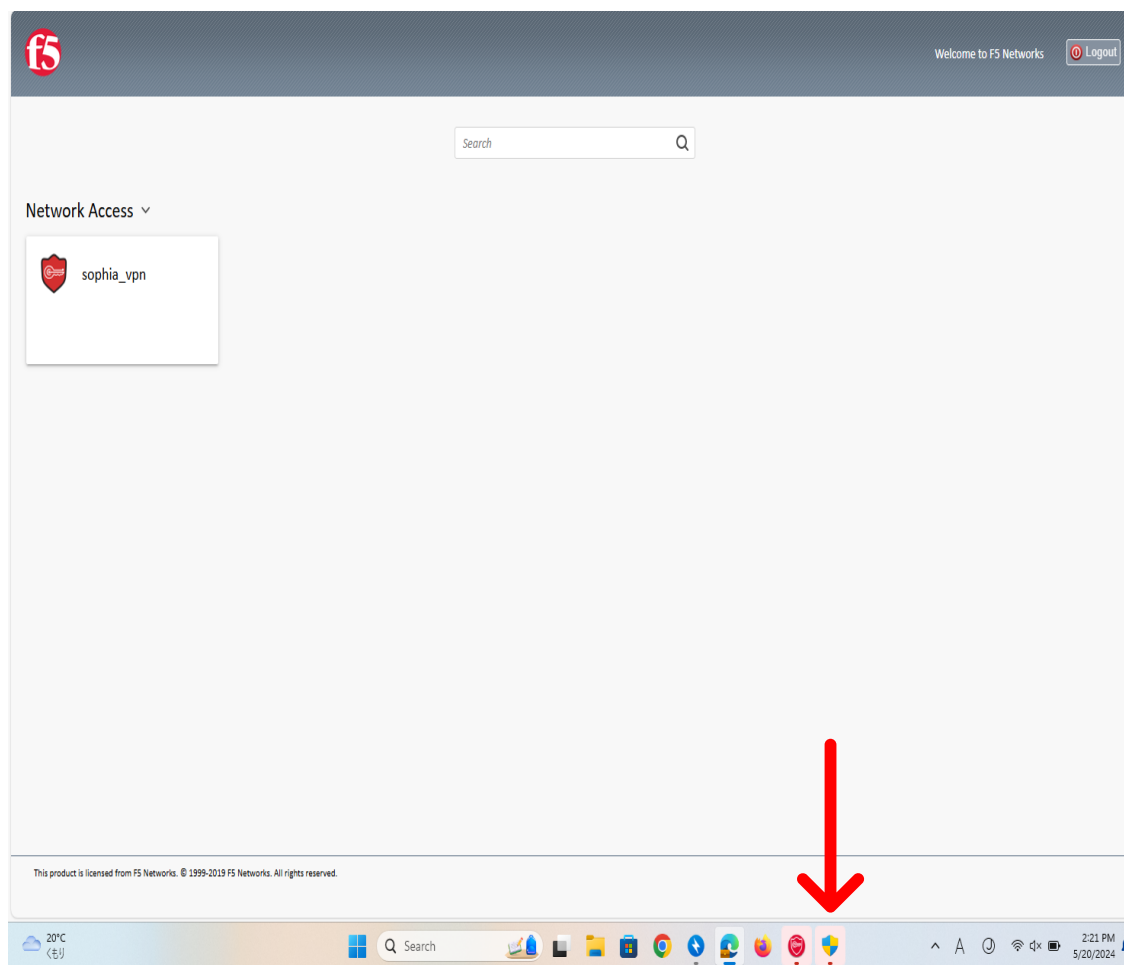 f5
Welcome to F5 Networks
Logout
Search
Network Access
sophia_vpn
This product is licensed from F5 Networks. © 1999-2019 F5 Networks. All rights reserved.
20°C
くもり
Search
A
2:21 PM
5/20/2024